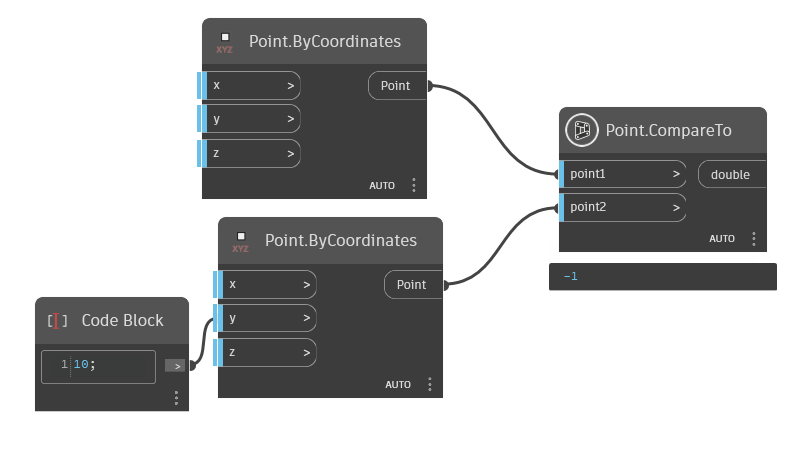 XYZ Point.ByCoordinates
x >
Point
y >
z >
AUTO
Point.CompareTo
point1 >
double
point2 >
AUTO
-1
XYZ Point.ByCoordinates
x >
Point
y >
z >
AUTO
[[] Code Block
1 10;
>